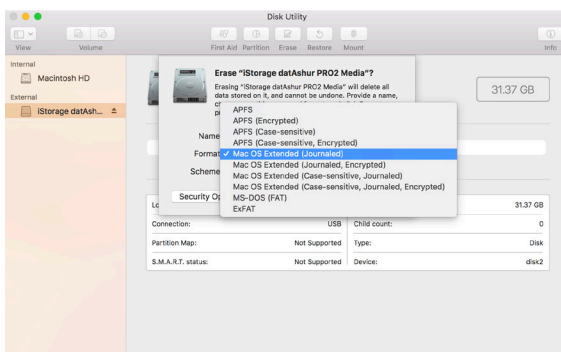 Disk Utility
View
Volume
First Aid
Partition
Erase
Restore
Mount
Info
Internal
Macintosh HD
External
iStorage datAsh...
Erase “iStorage datAshur PRO2 Media”?
Erasing “iStorage datAshur PRO2 Media” will delete all
data stored on it, and cannot be undone. Provide a name,
31.37 GB
Name
Format
Scheme
APFS
APFS (Encrypted)
APFS (Case-sensitive)
APFS (Case-sensitive, Encrypted)
✓ Mac OS Extended (Journaled)
Mac OS Extended (Journaled, Encrypted)
Mac OS Extended (Case-sensitive, Journaled)
Mac OS Extended (Case-sensitive, Journaled, Encrypted)
MS-DOS (FAT)
ExFAT
Security Op
Lo
31.37 GB
Connection:
USB
Child count:
0
Partition Map:
Not Supported
Type:
Disk
S.M.A.R.T. status:
Not Supported
Device:
disk2